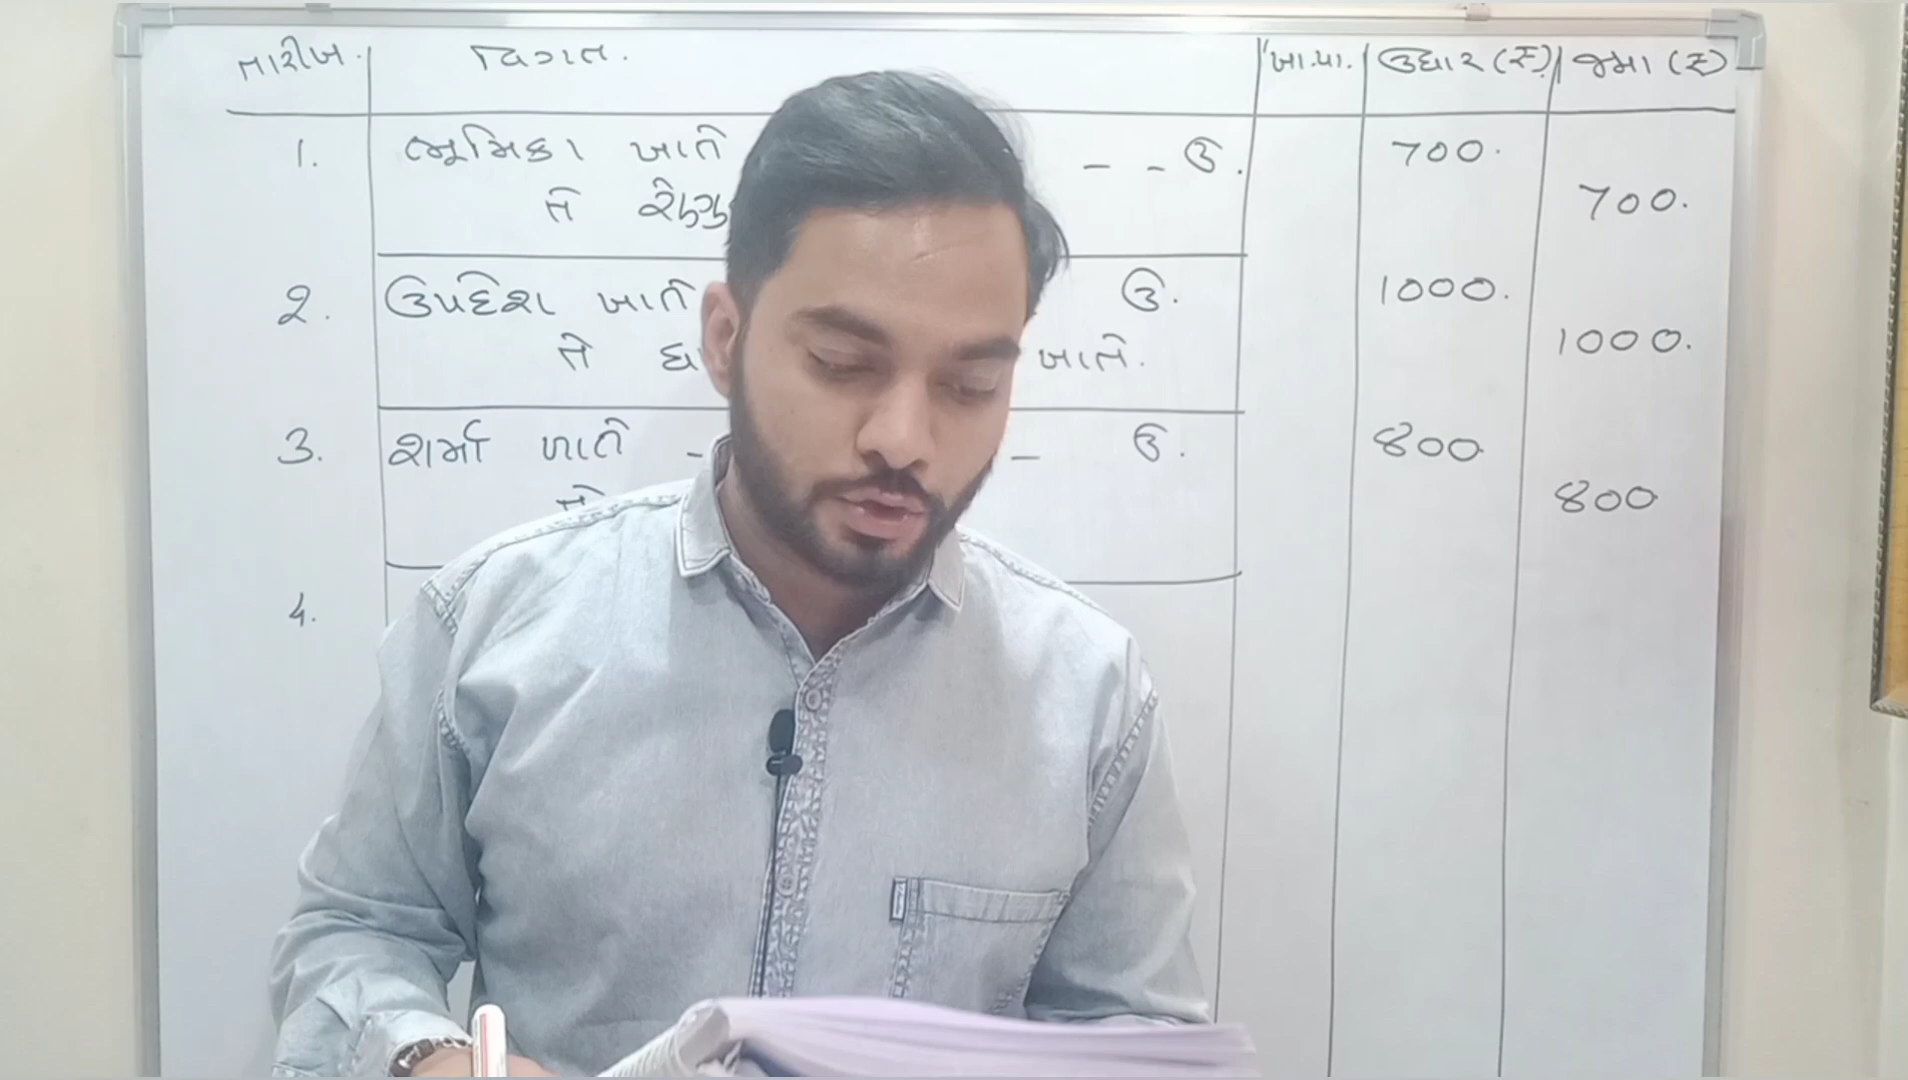 તારીખ. વિગત. ખા.પા. ઉધાર (₹) જમા (₹)
1. ભૂમિકા ખાતે - - ઉ. 700.
તે 700.
2. ઉપદેશ ખાતે ઉ. 1000.
તે ખાતે. 1000.
3. શર્મા ખાતે - - ઉ. 800
તે 800
4.